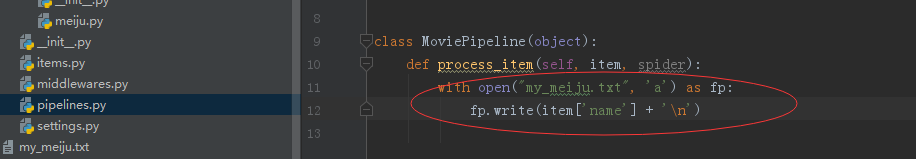 __init__.py
meiju.py
__init__.py
items.py
middlewares.py
pipelines.py
settings.py
my_meiju.txt
8
9 class MoviePipeline(object):
10 def process_item(self, item, spider):
11 with open("my_meiju.txt", 'a') as fp:
12 fp.write(item['name'] + '\n')
13